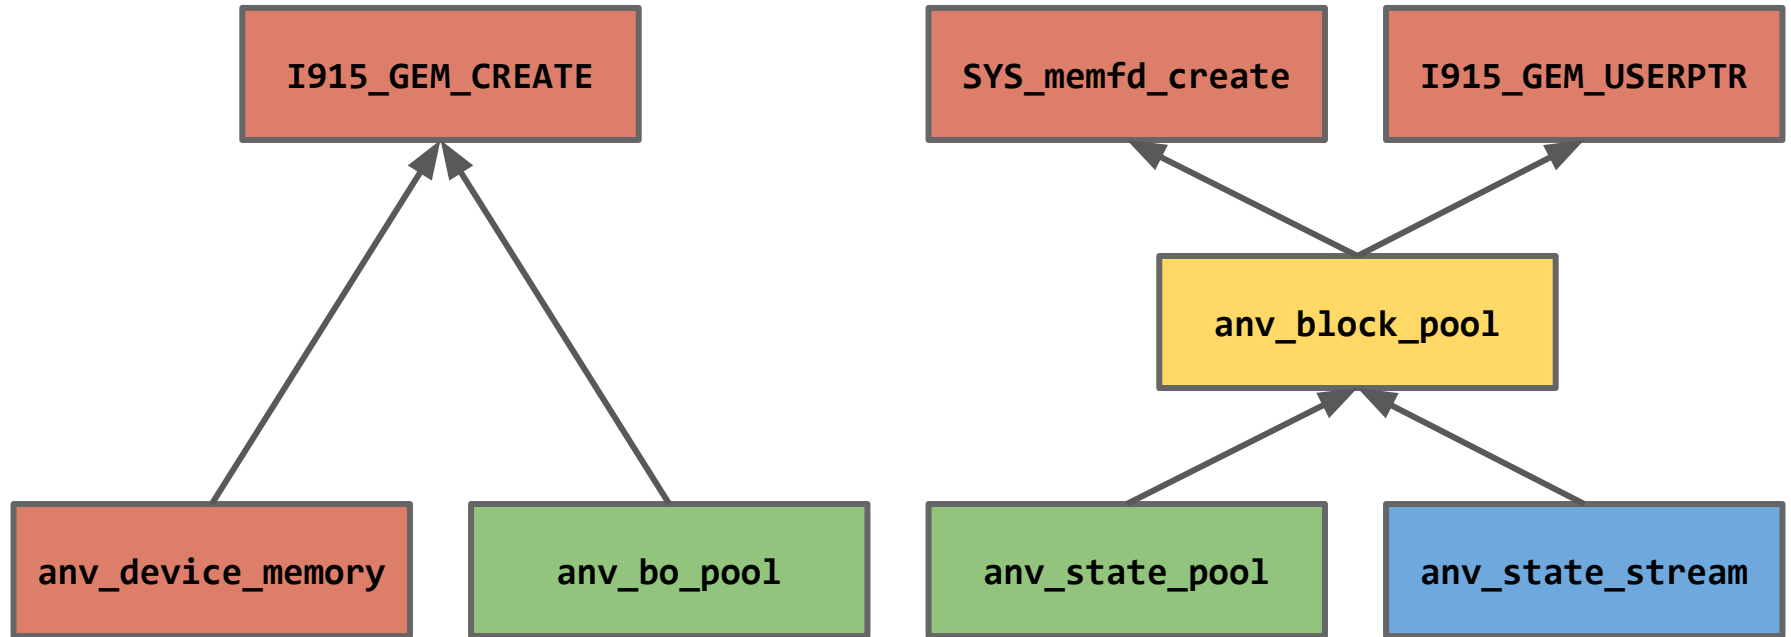 I915_GEM_CREATE
SYS_memfd_create
I915_GEM_USERPTR
anv_block_pool
anv_device_memory
anv_bo_pool
anv_state_pool
anv_state_stream